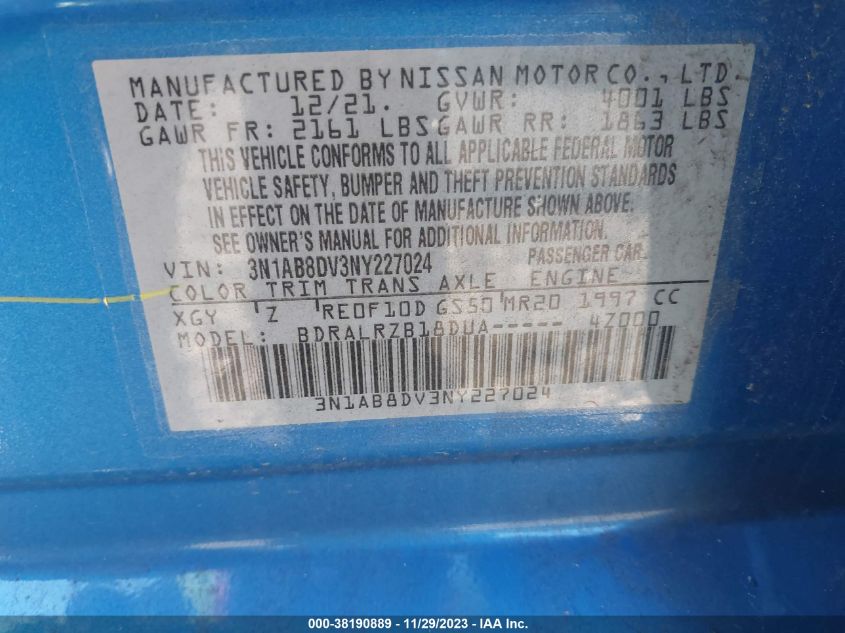 MANUFACTURED BY NISSAN MOTOR CO., LTD.
DATE: 12/21. GVWR: 4001 LBS
GAWR FR: 2161 LBS GAWR RR: 1863 LBS
THIS VEHICLE CONFORMS TO ALL APPLICABLE FEDERAL MOTOR
VEHICLE SAFETY, BUMPER AND THEFT PREVENTION STANDARDS
IN EFFECT ON THE DATE OF MANUFACTURE SHOWN ABOVE.
SEE OWNER'S MANUAL FOR ADDITIONAL INFORMATION.
VIN: 3N1AB8DV3NY227024 PASSENGER CAR
COLOR TRIM TRANS AXLE ENGINE
XGY Z RE0F10D GS50 MR20 1997 CC
MODEL: BDRALRZB18DUA----- 4Z000
3N1AB8DV3NY227024
000-38190889 - 11/29/2023 - IAA Inc.